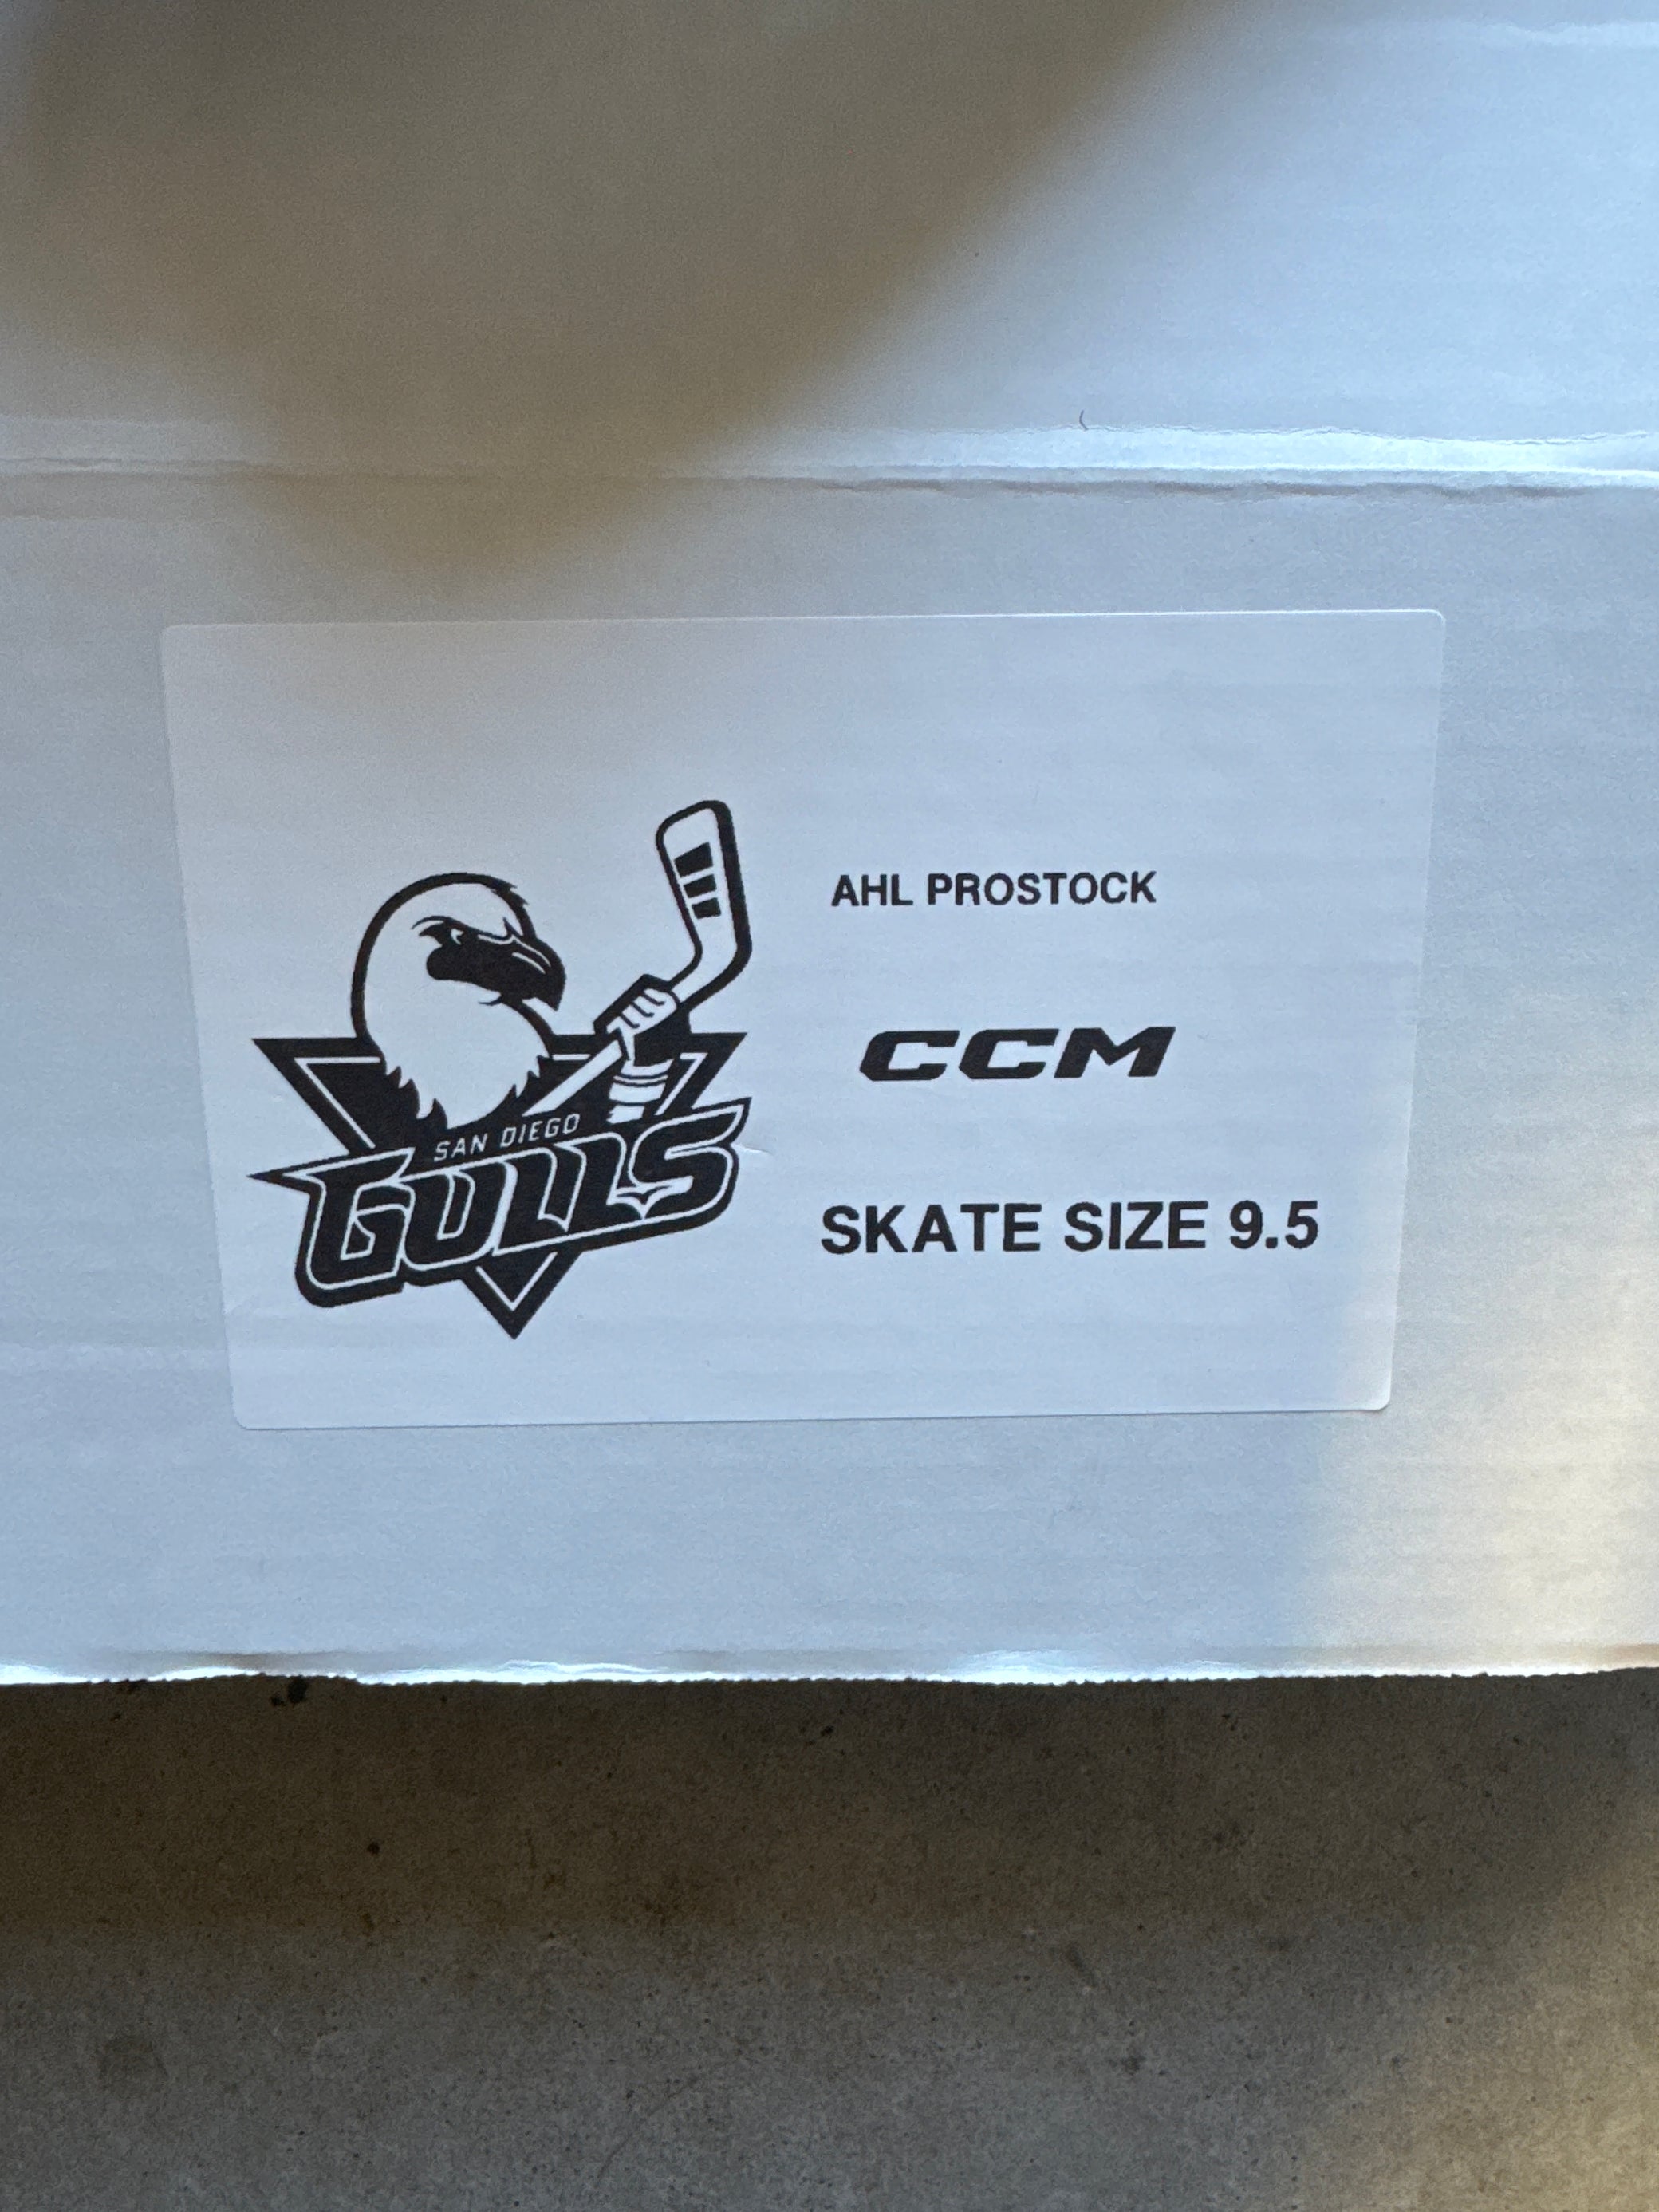 SAN DIEGO
GULLS
AHL PROSTOCK
CCM
SKATE SIZE 9.5